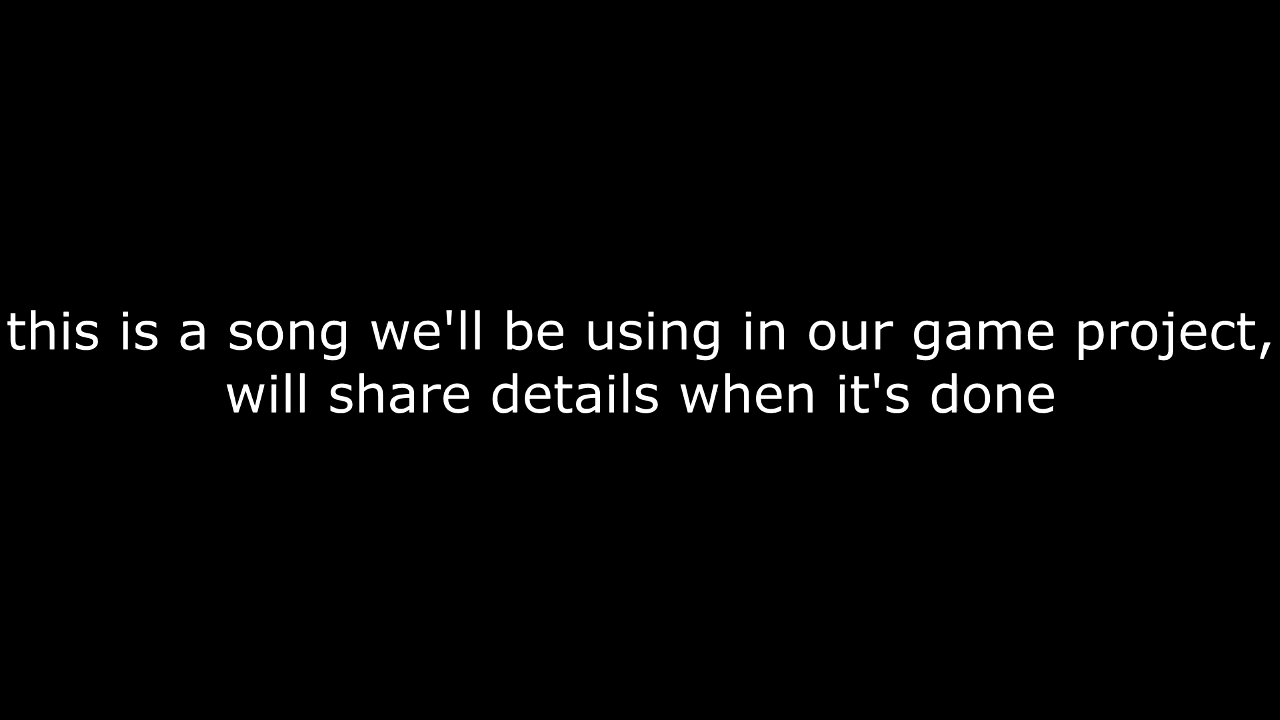 this is a song we'll be using in our game project,
will share details when it's done